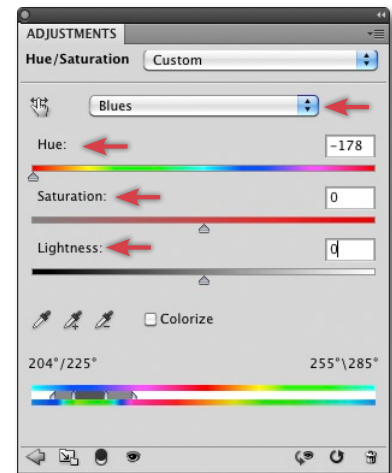 ADJUSTMENTS
Hue/Saturation Custom
Blues
Hue: -178
Saturation: 0
Lightness: 0
Colorize
204°/225° 255°\285°